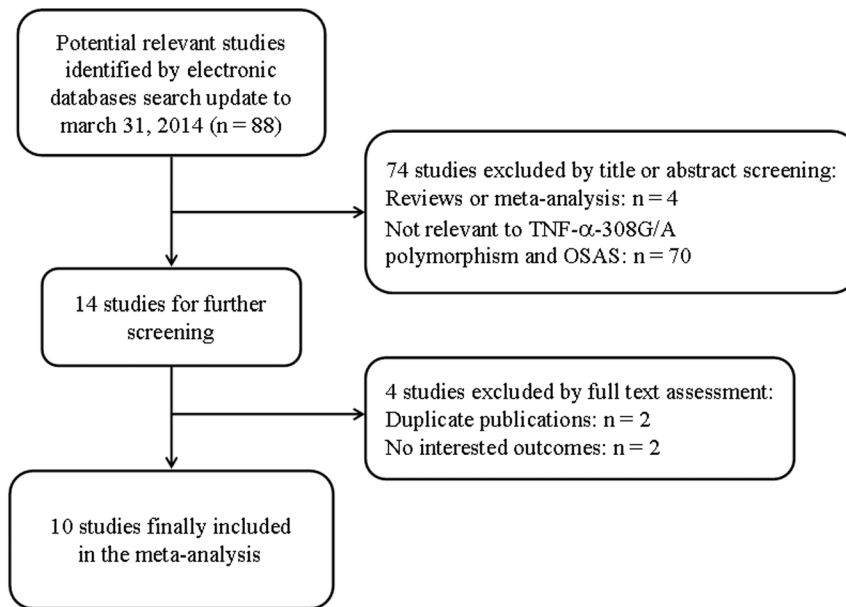 Potential relevant studies
identified by electronic
databases search update to
march 31, 2014 (n = 88)
74 studies excluded by title or abstract screening:
Reviews or meta-analysis: n = 4
Not relevant to TNF-α-308G/A
polymorphism and OSAS: n = 70
14 studies for further
screening
4 studies excluded by full text assessment:
Duplicate publications: n = 2
No interested outcomes: n = 2
10 studies finally included
in the meta-analysis